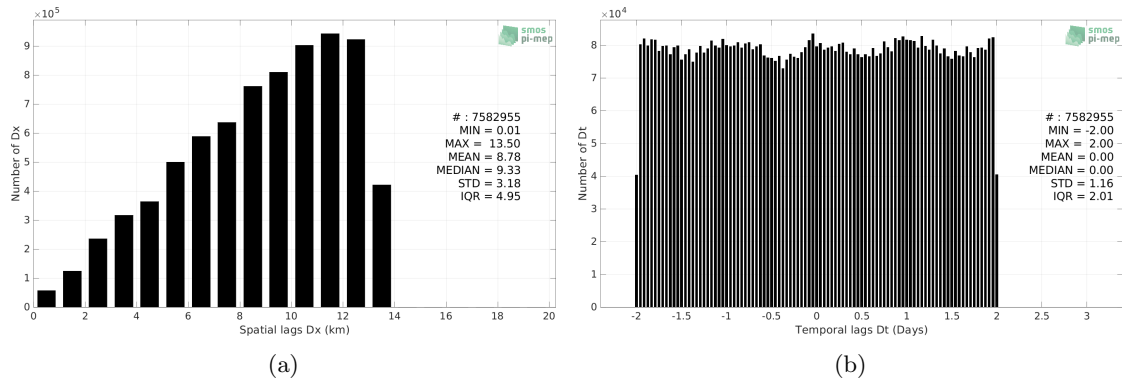 ×10^5
9
8
7
6
5
4
3
2
1
0
Number of Dx
0 2 4 6 8 10 12 14 16 18 20
Spatial lags Dx (km)
smos
pi-mep
# : 7582955
MIN = 0.01
MAX = 13.50
MEAN = 8.78
MEDIAN = 9.33
STD = 3.18
IQR = 4.95
(a)
×10^4
8
7
6
5
4
3
2
1
0
Number of Dt
-2 -1.5 -1 -0.5 0 0.5 1 1.5 2 2.5 3
Temporal lags Dt (Days)
smos
pi-mep
# : 7582955
MIN = -2.00
MAX = 2.00
MEAN = 0.00
MEDIAN = 0.00
STD = 1.16
IQR = 2.01
(b)